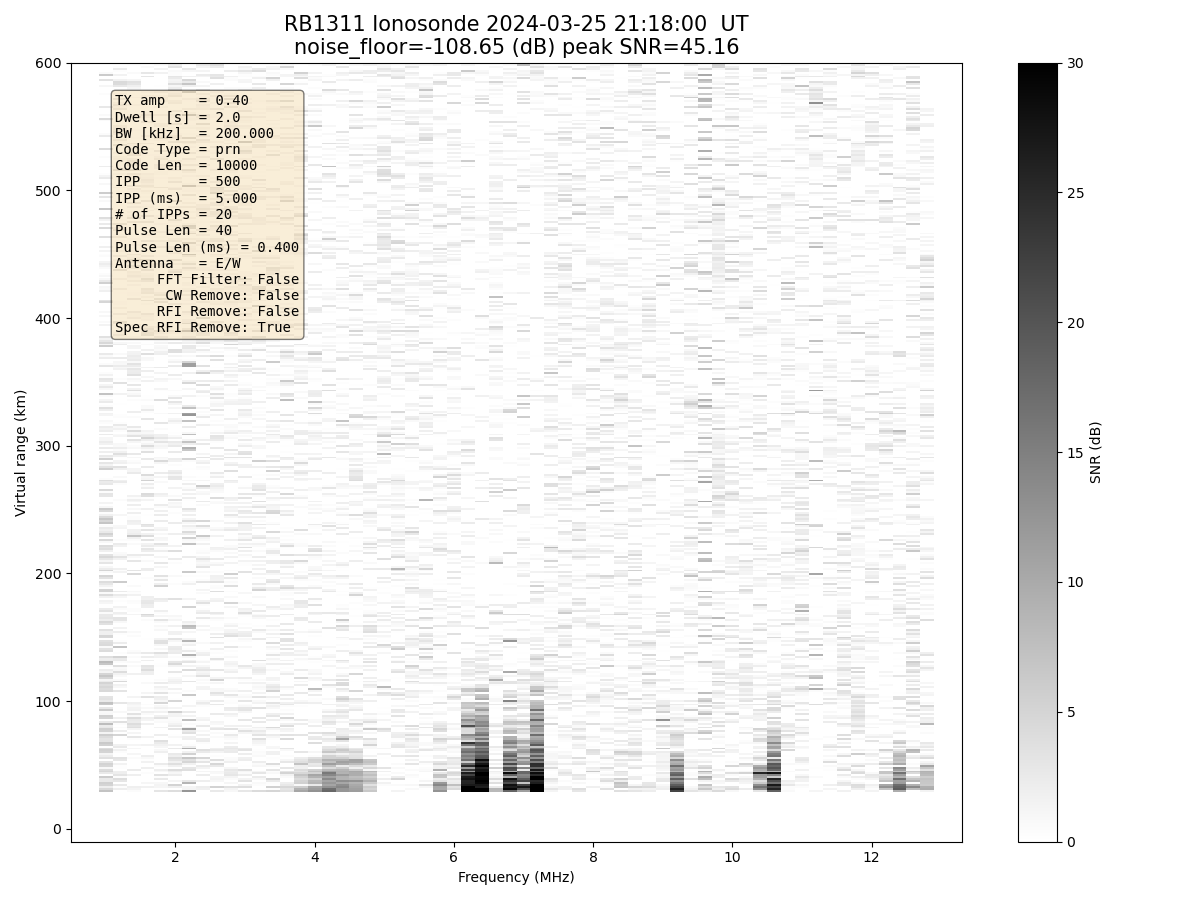 RB1311 Ionosonde 2024-03-25 21:18:00  UT
noise_floor=-108.65 (dB) peak SNR=45.16
600
500
400
300
200
100
0
Virtual range (km)
TX amp    = 0.40
Dwell [s] = 2.0
BW [kHz]  = 200.000
Code Type = prn
Code Len  = 10000
IPP       = 500
IPP (ms)  = 5.000
# of IPPs = 20
Pulse Len = 40
Pulse Len (ms) = 0.400
Antenna   = E/W
FFT Filter: False
CW Remove: False
RFI Remove: False
Spec RFI Remove: True
2 4 6 8 10 12
Frequency (MHz)
30
25
20
15
10
5
0
SNR (dB)